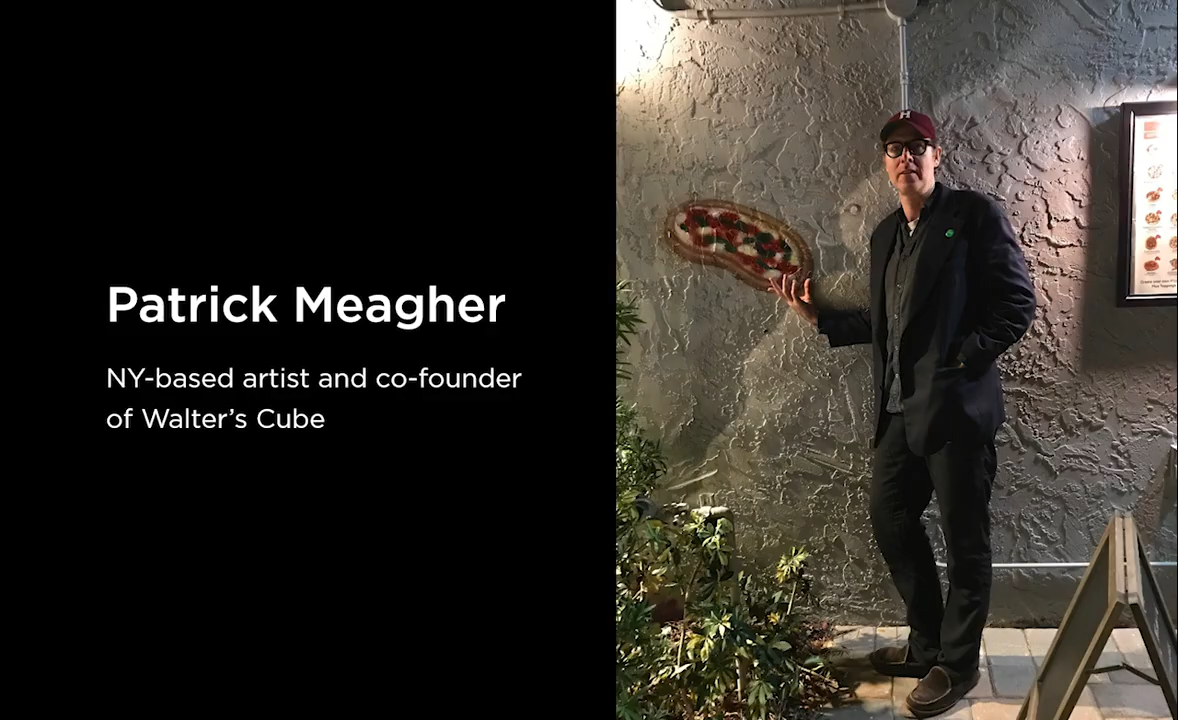 Patrick Meagher
NY-based artist and co-founder
of Walter's Cube
H